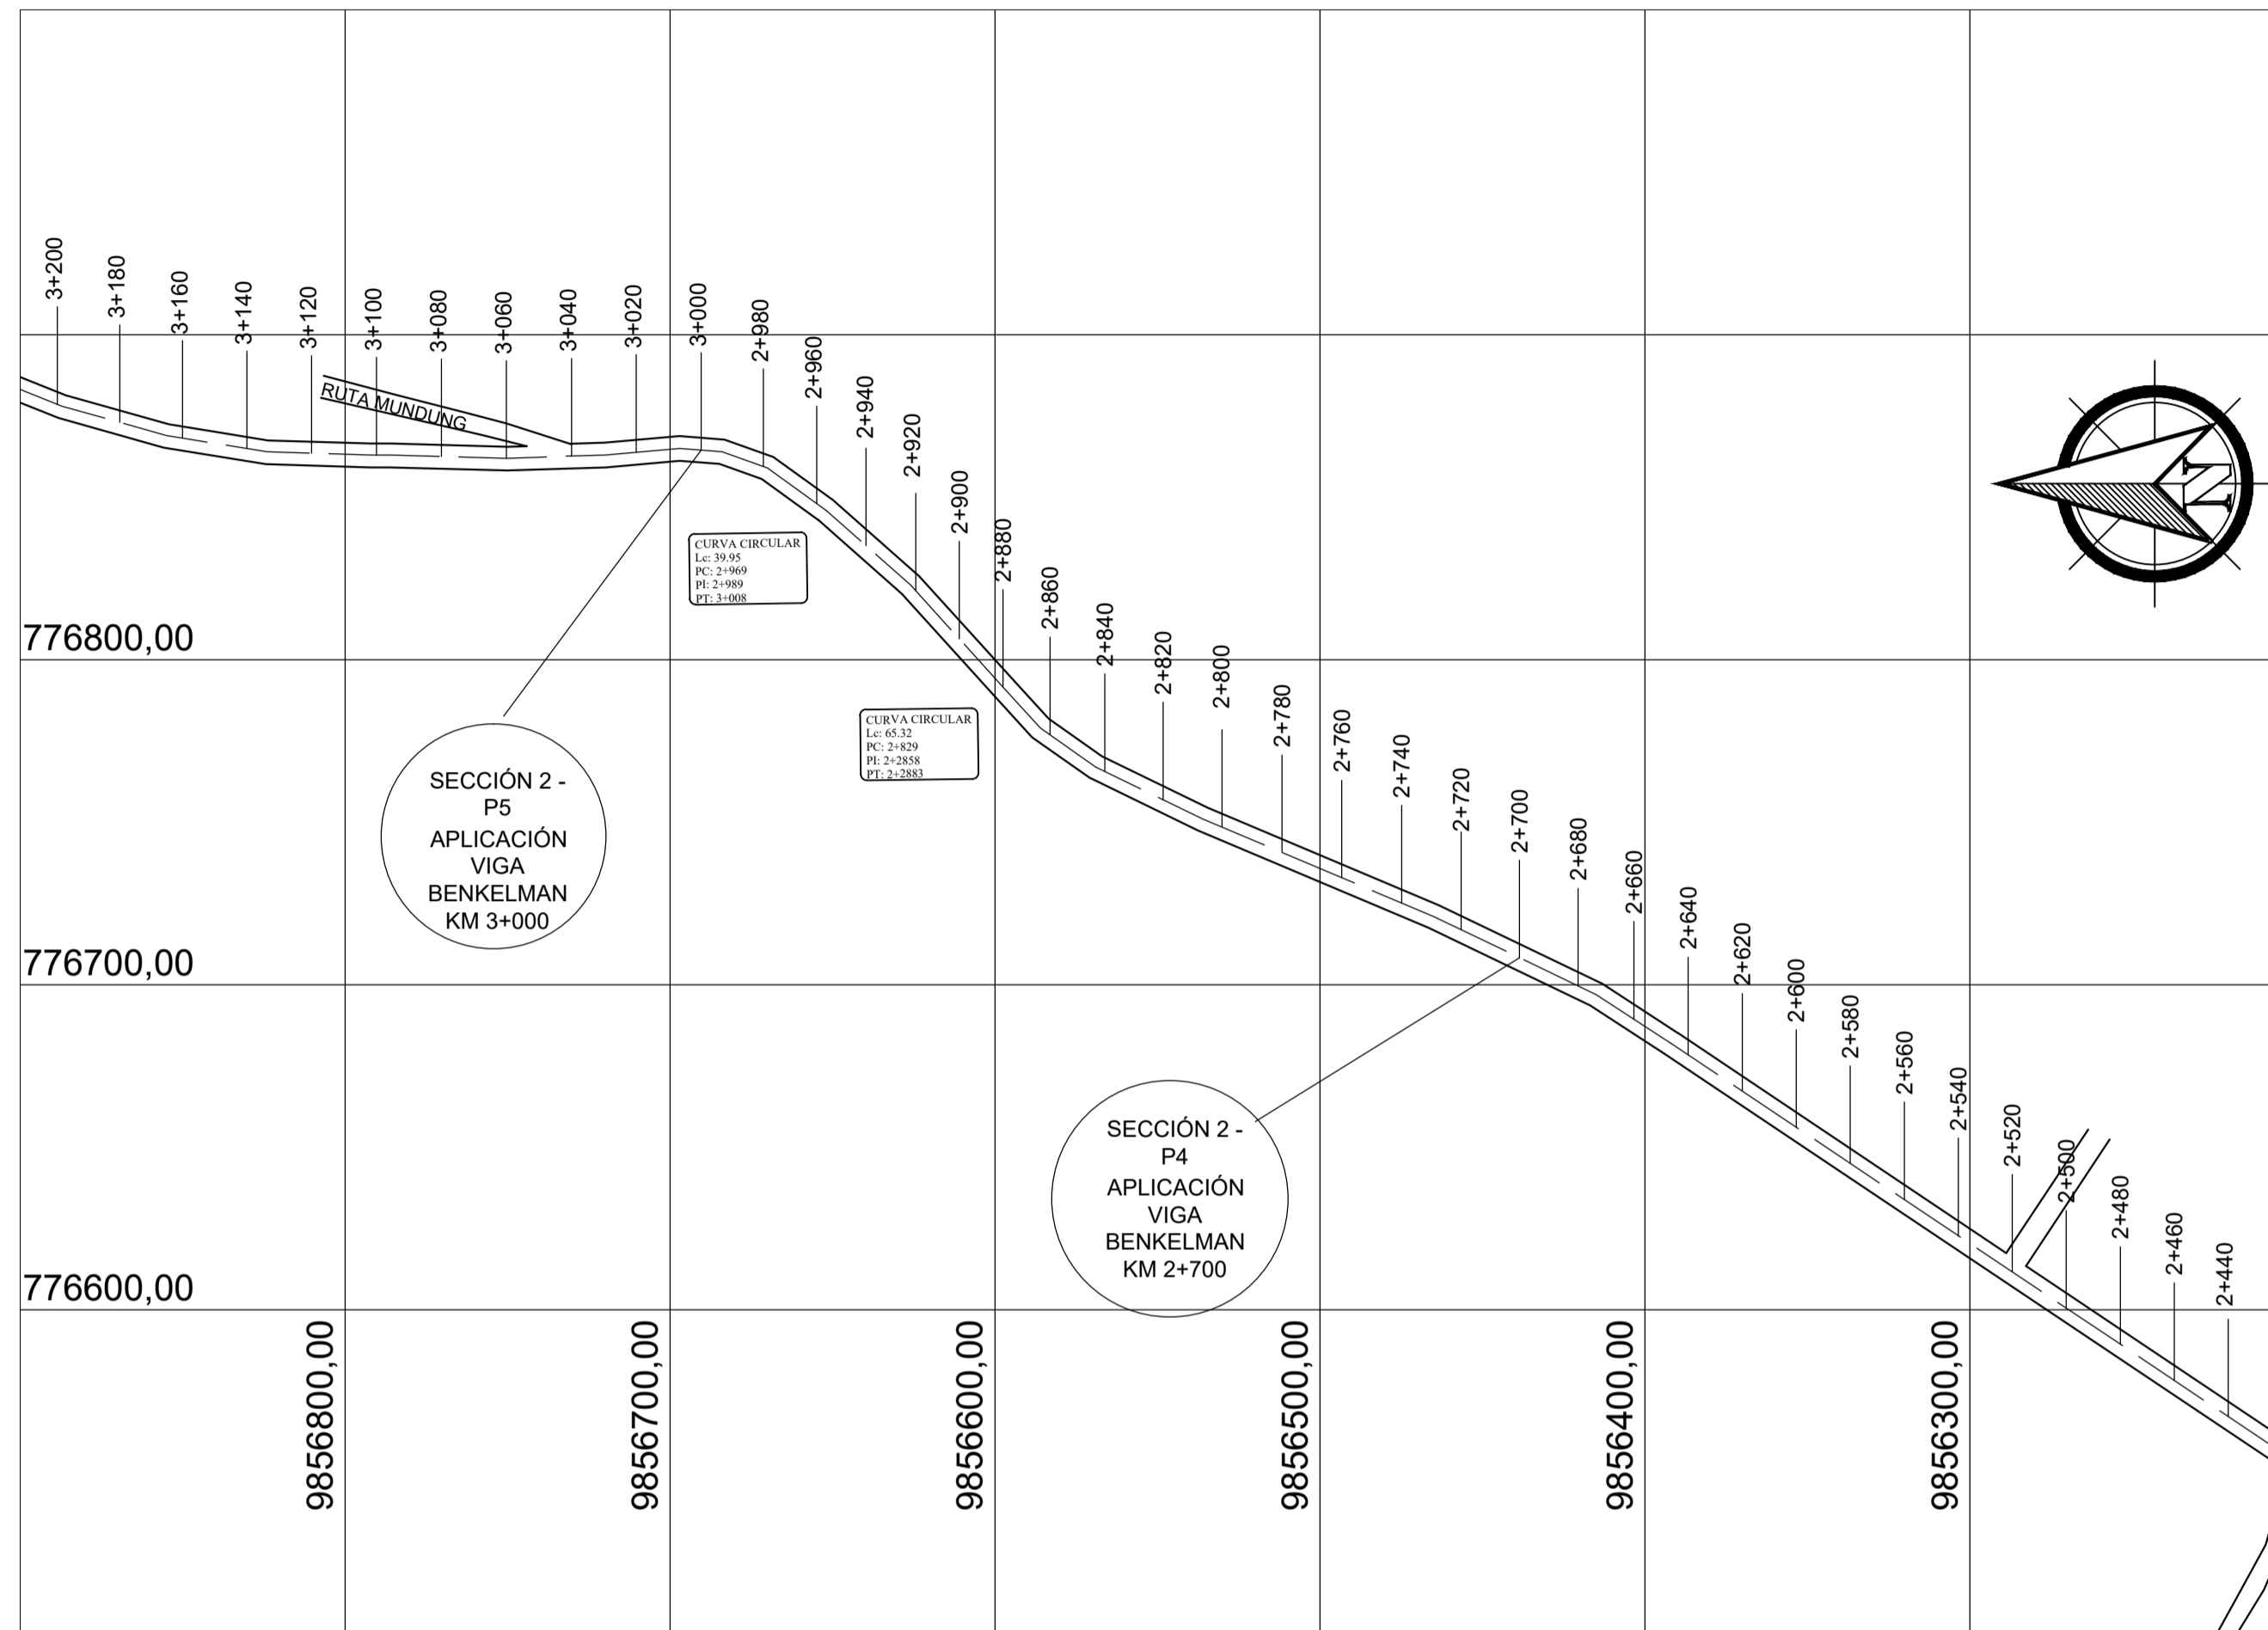 3+200
3+180
3+160
3+140
3+120
3+100
3+080
3+060
3+040
3+020
3+000
2+980
2+960
2+940
2+920
2+900
2+880
2+860
2+840
2+820
2+800
2+780
2+760
2+740
2+720
2+700
2+680
2+660
2+640
2+620
2+600
2+580
2+560
2+540
2+520
2+500
2+480
2+460
2+440
RUTA MUNDUNG
N
CURVA CIRCULAR
Lc: 39.95
PC: 2+969
PI: 2+989
PT: 3+008
776800,00
CURVA CIRCULAR
Lc: 65.32
PC: 2+829
PI: 2+2858
PT: 2+2883
SECCIÓN 2 -
P5
APLICACIÓN
VIGA
BENKELMAN
KM 3+000
776700,00
SECCIÓN 2 -
P4
APLICACIÓN
VIGA
BENKELMAN
KM 2+700
776600,00
9856800,00
9856700,00
9856600,00
9856500,00
9856400,00
9856300,00